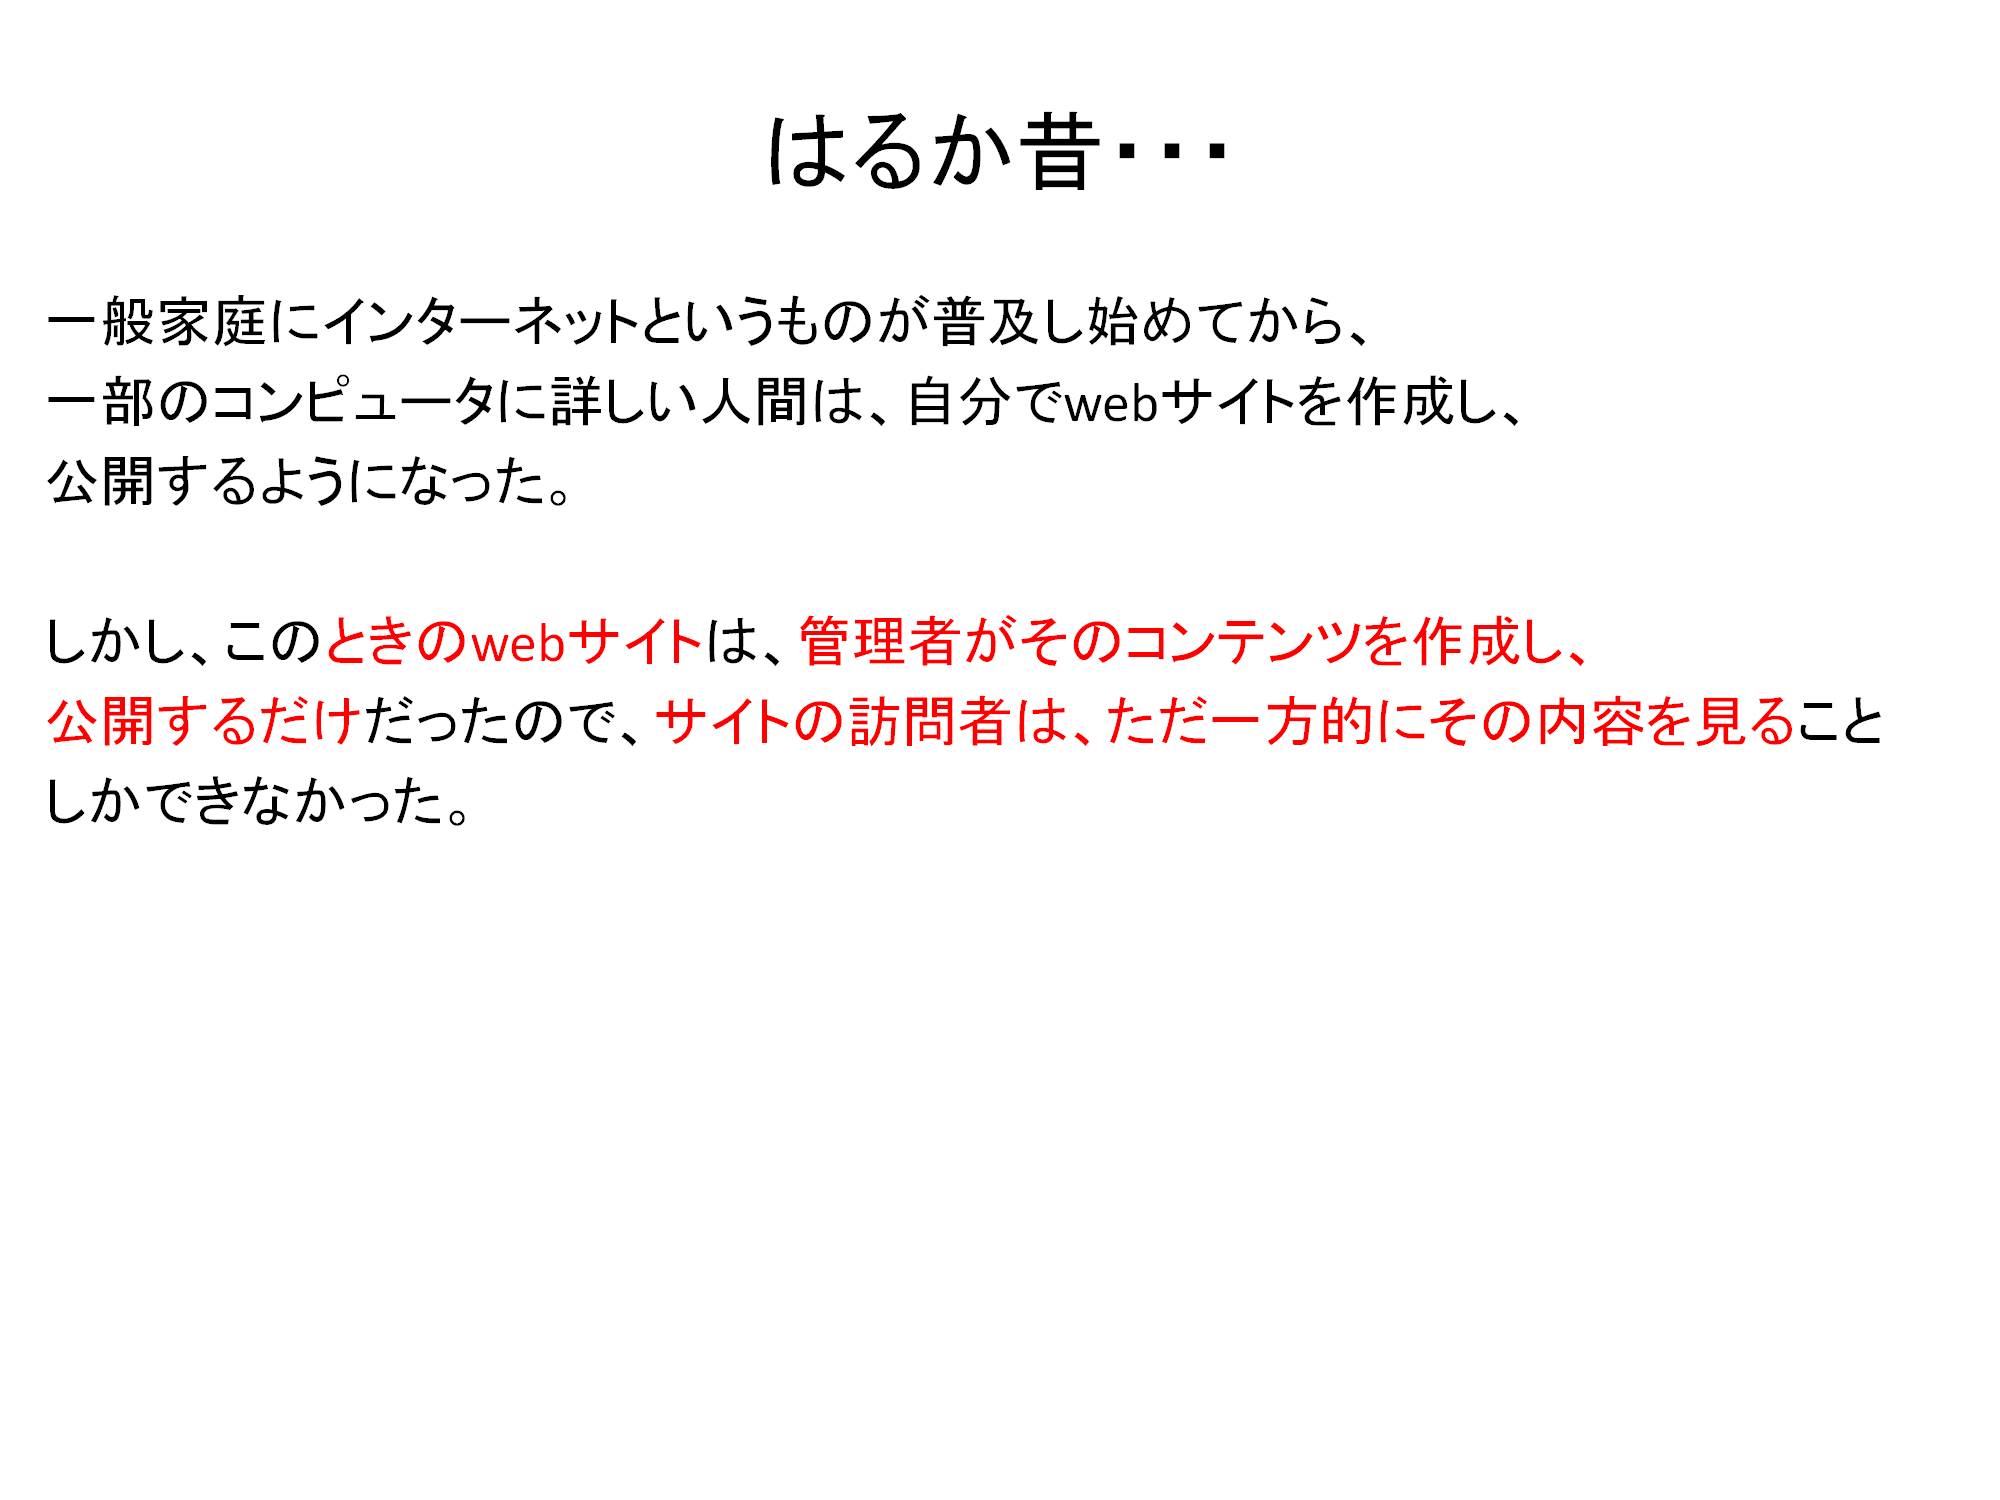 はるか昔・・・
一般家庭にインターネットというものが普及し始めてから、
一部のコンピュータに詳しい人間は、自分でwebサイトを作成し、
公開するようになった。
しかし、このときのwebサイトは、管理者がそのコンテンツを作成し、
公開するだけだったので、サイトの訪問者は、ただ一方的にその内容を見ること
しかできなかった。